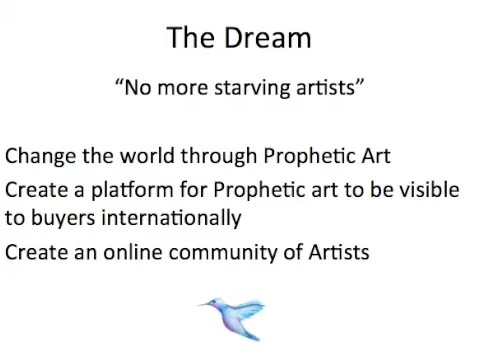 The Dream
“No more starving artists”
Change the world through Prophetic Art
Create a platform for Prophetic art to be visible
to buyers internationally
Create an online community of Artists